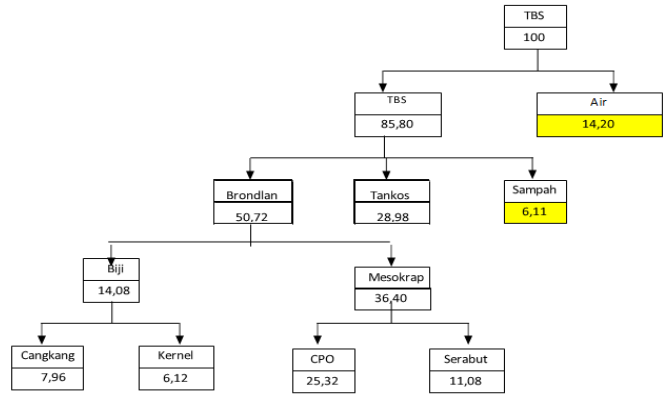 TBS
100
TBS
85,80
Air
14,20
Brondlan
50,72
Tankos
28,98
Sampah
6,11
Biji
14,08
Mesokrap
36,40
Cangkang
7,96
Kernel
6,12
CPO
25,32
Serabut
11,08